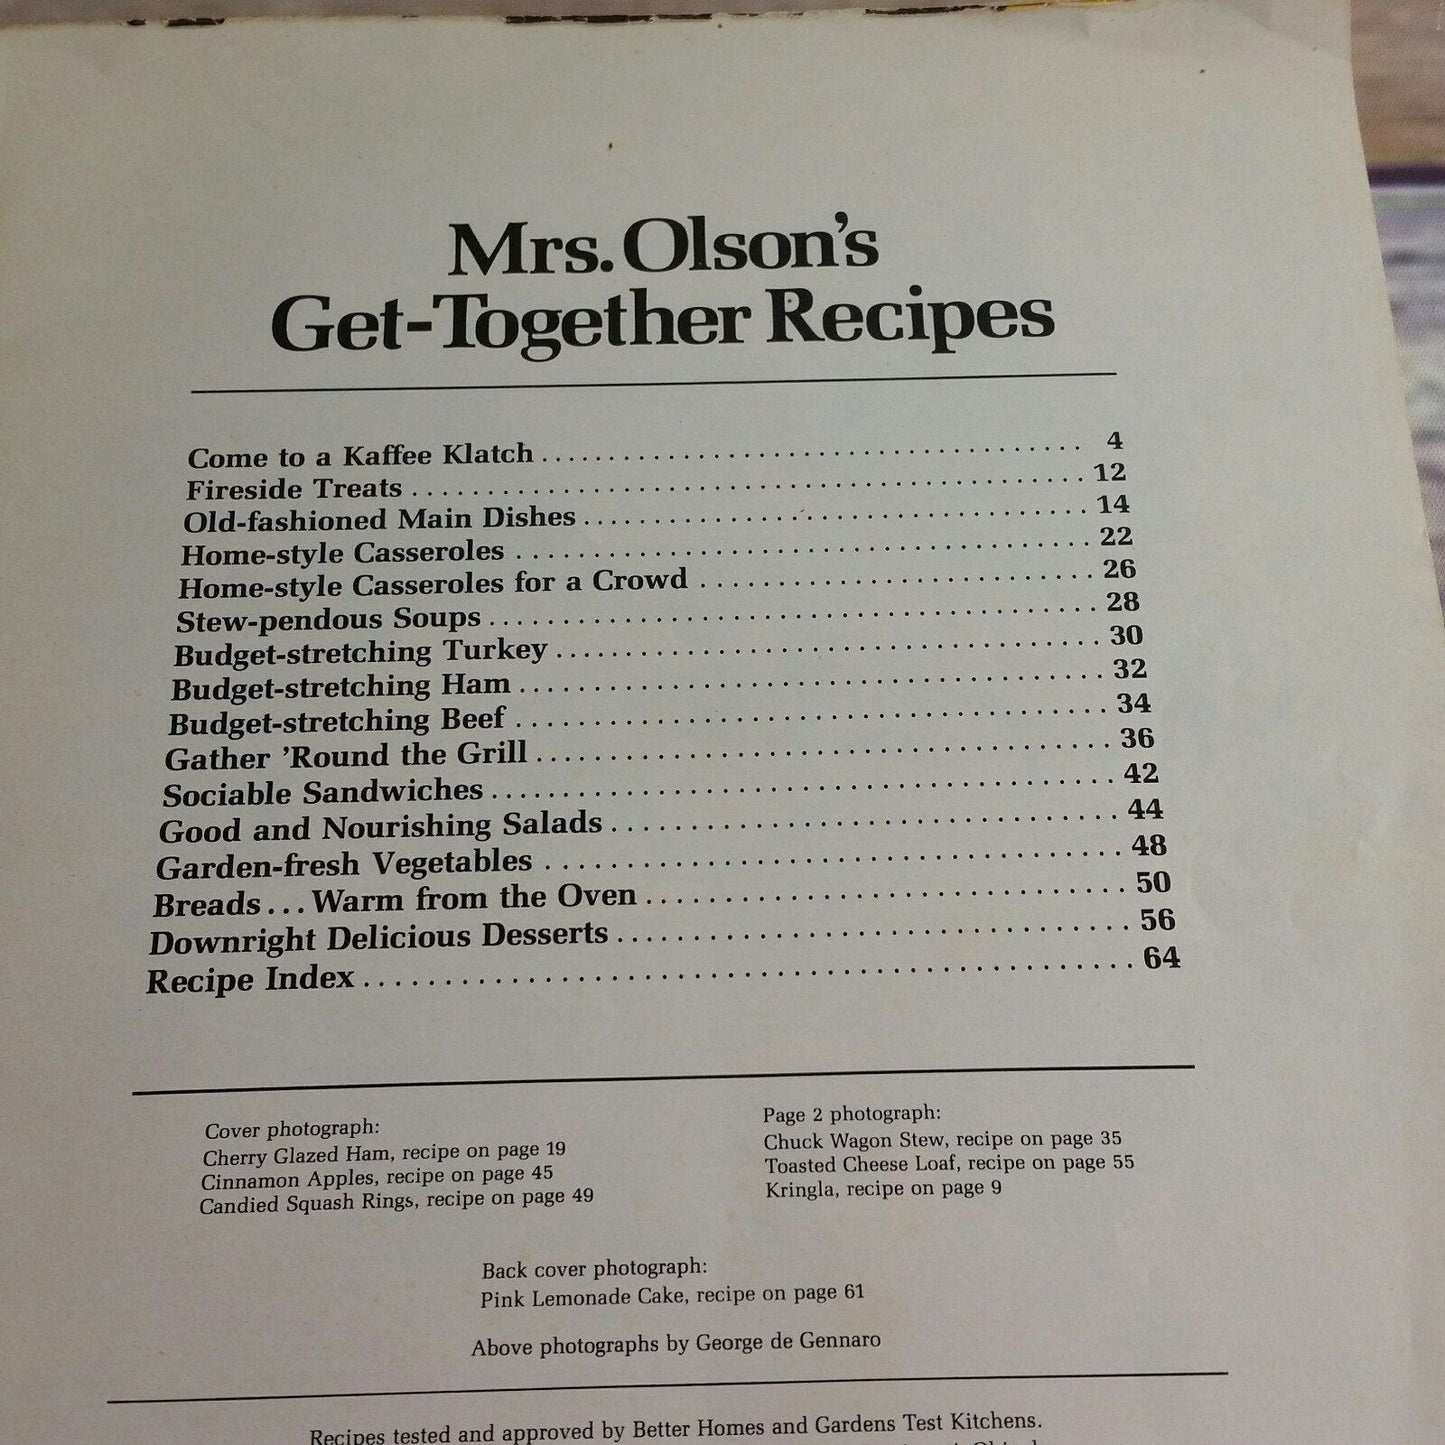 Mrs. Olson's
Get-Together Recipes
Come to a Kaffee Klatch ........................................ 4
Fireside Treats .................................................. 12
Old-fashioned Main Dishes ...................................... 14
Home-style Casseroles .......................................... 22
Home-style Casseroles for a Crowd .............................. 26
Stew-pendous Soups ............................................. 28
Budget-stretching Turkey ....................................... 30
Budget-stretching Ham .......................................... 32
Budget-stretching Beef ......................................... 34
Gather 'Round the Grill ........................................ 36
Sociable Sandwiches ............................................ 42
Good and Nourishing Salads ..................................... 44
Garden-fresh Vegetables ........................................ 48
Breads... Warm from the Oven ................................... 50
Downright Delicious Desserts ................................... 56
Recipe Index ................................................... 64
Cover photograph:
Cherry Glazed Ham, recipe on page 19
Cinnamon Apples, recipe on page 45
Candied Squash Rings, recipe on page 49
Page 2 photograph:
Chuck Wagon Stew, recipe on page 35
Toasted Cheese Loaf, recipe on page 55
Kringla, recipe on page 9
Back cover photograph:
Pink Lemonade Cake, recipe on page 61
Above photographs by George de Gennaro
Recipes tested and approved by Better Homes and Gardens Test Kitchens.